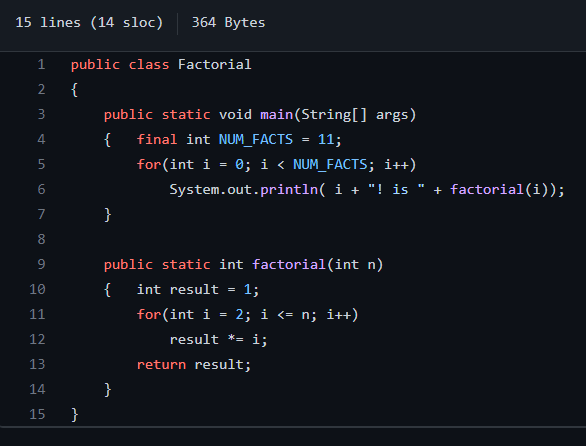 15 lines (14 sloc) 364 Bytes
1 public class Factorial
2 {
3     public static void main(String[] args)
4     {   final int NUM_FACTS = 11;
5         for(int i = 0; i < NUM_FACTS; i++)
6             System.out.println( i + "! is " + factorial(i));
7     }
8
9     public static int factorial(int n)
10     {   int result = 1;
11         for(int i = 2; i <= n; i++)
12             result *= i;
13         return result;
14     }
15 }